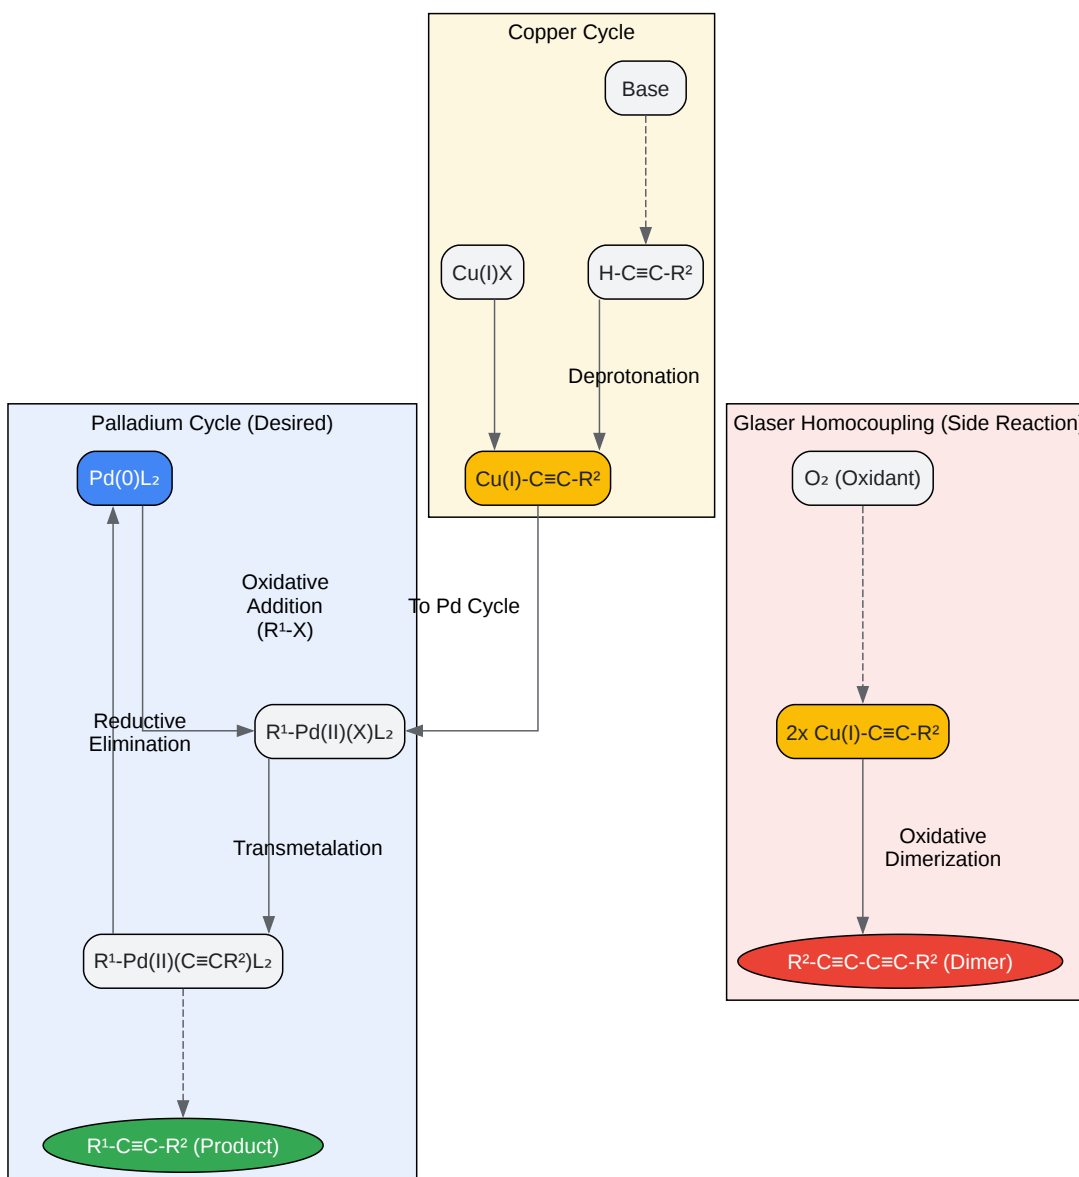 Copper Cycle
Base
Cu(I)X
H-C≡C-R²
Deprotonation
Cu(I)-C≡C-R²
To Pd Cycle
Palladium Cycle (Desired)
Pd(0)L₂
Oxidative
Addition
(R¹-X)
Reductive
Elimination
R¹-Pd(II)(X)L₂
Transmetalation
R¹-Pd(II)(C≡CR²)L₂
R¹-C≡C-R² (Product)
Glaser Homocoupling (Side Reaction)
O₂ (Oxidant)
2x Cu(I)-C≡C-R²
Oxidative
Dimerization
R²-C≡C-C≡C-R² (Dimer)